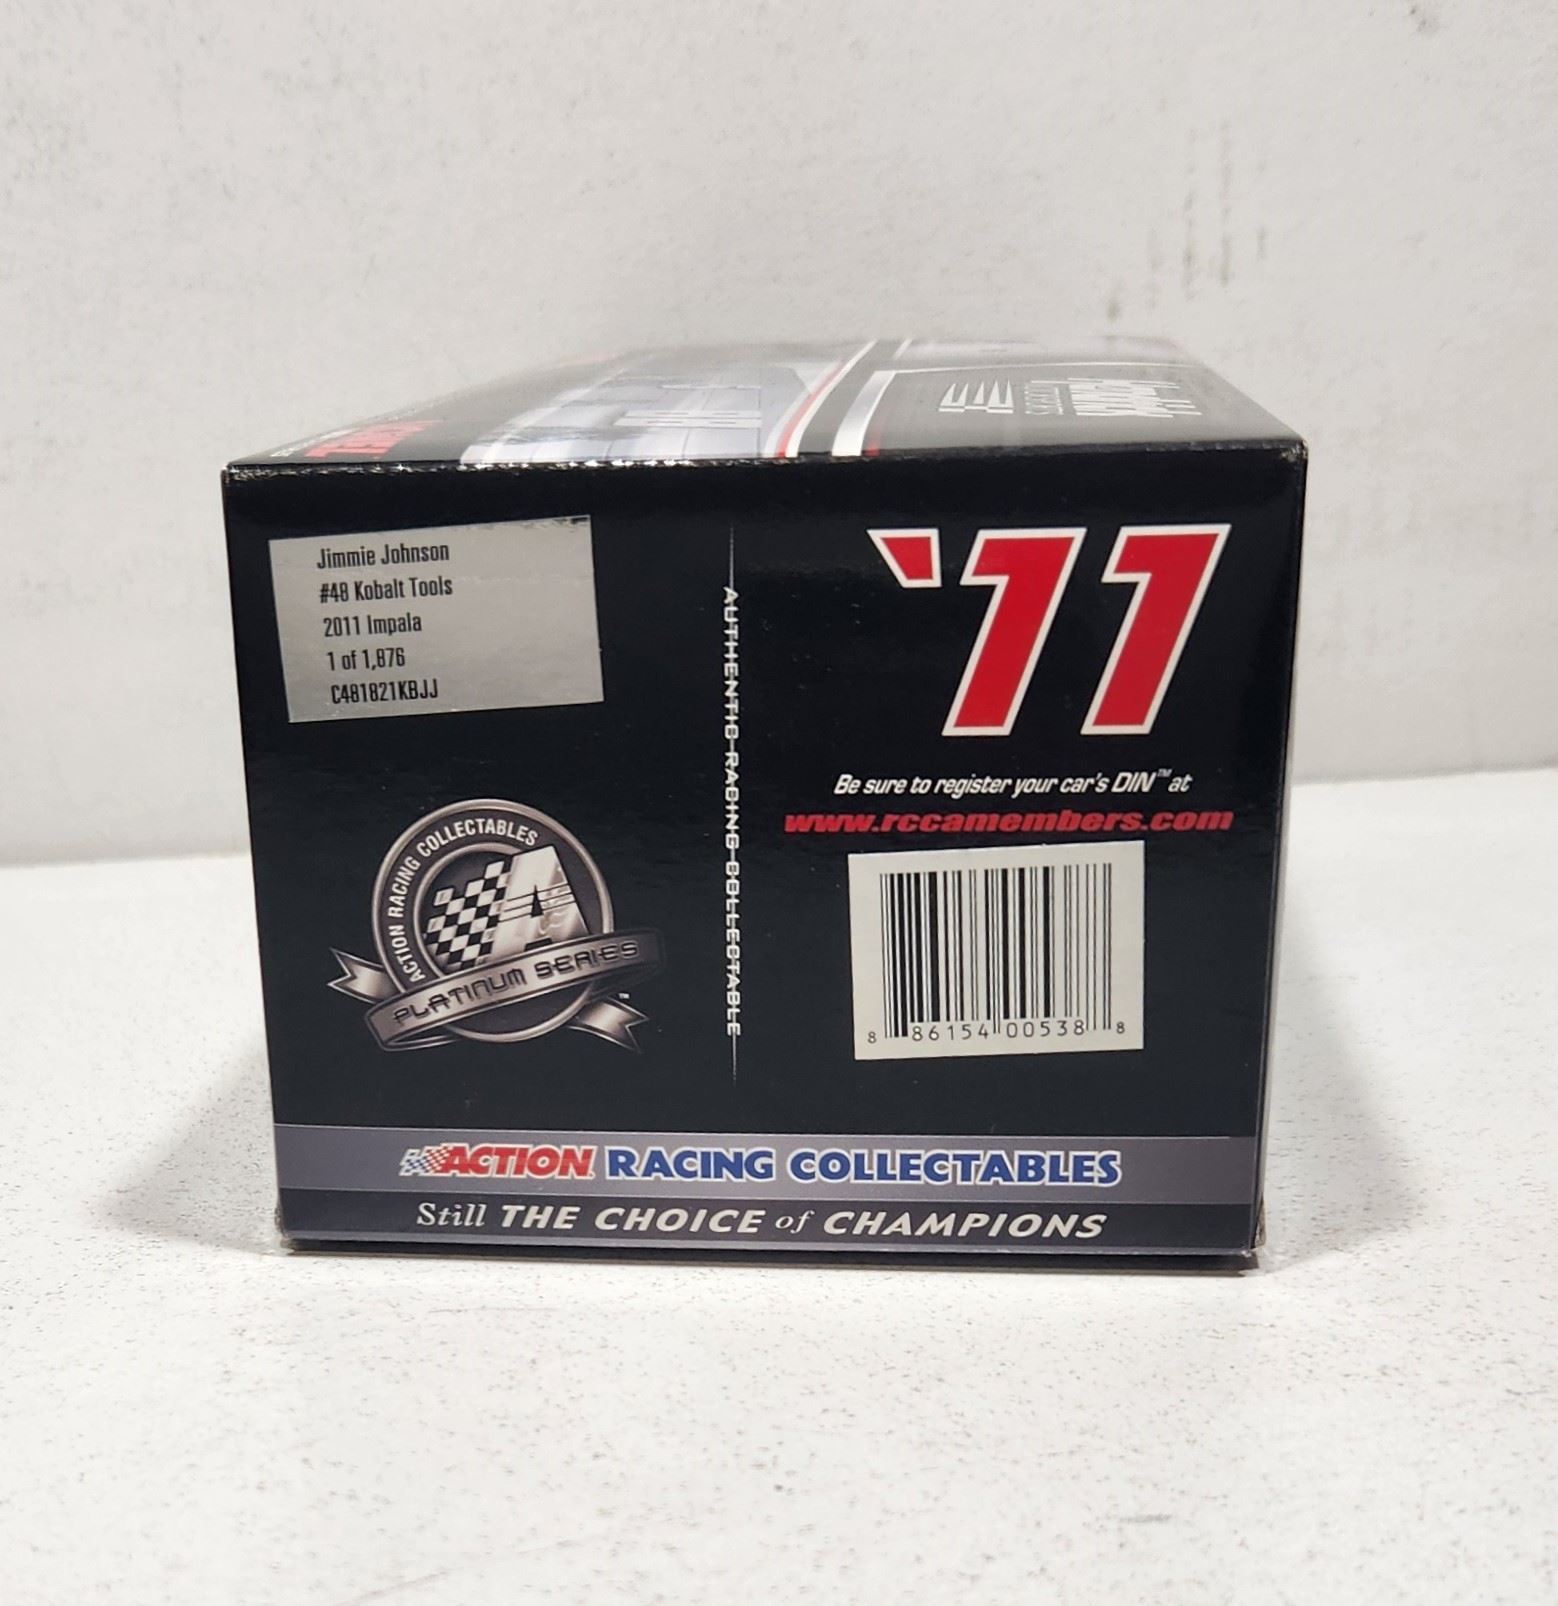 Jimmie Johnson
#48 Kobalt Tools
2011 Impala
1 of 1,876
C481821KBJJ
ACTION RACING COLLECTABLES
A
PLATINUM SERIES™
AUTHENTIC RACING COLLECTABLE
'11
Be sure to register your car's DIN™ at
www.rccamembers.com
8 86154 00538 8
ACTION RACING COLLECTABLES
Still THE CHOICE of CHAMPIONS